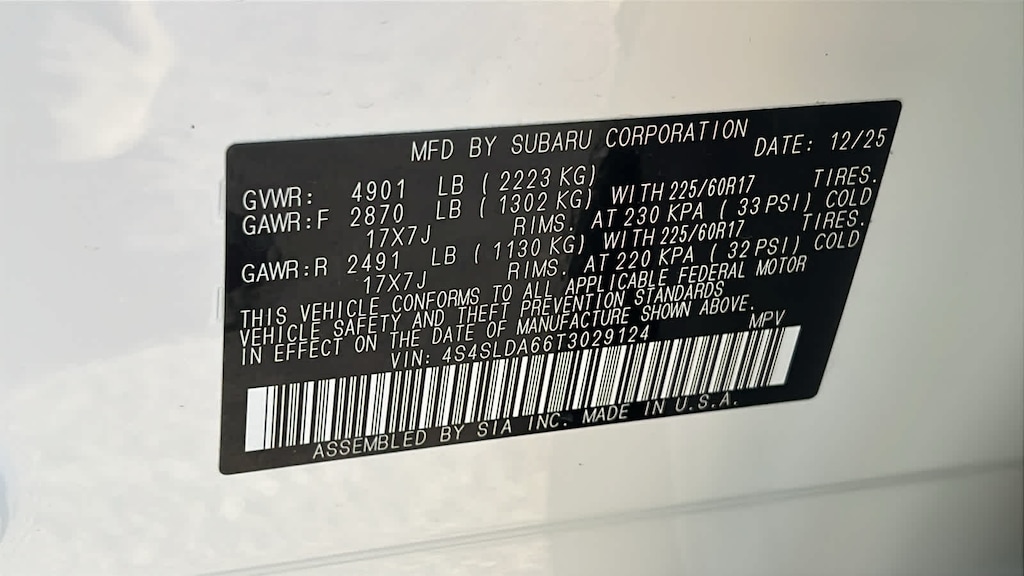 MFD BY SUBARU CORPORATION DATE: 12/25
GVWR: 4901 LB ( 2223 KG)
GAWR:F 2870 LB ( 1302 KG) WITH 225/60R17 TIRES.
17X7J RIMS. AT 230 KPA ( 33 PSI) COLD
GAWR:R 2491 LB ( 1130 KG) WITH 225/60R17 TIRES.
17X7J RIMS. AT 220 KPA ( 32 PSI) COLD
THIS VEHICLE CONFORMS TO ALL APPLICABLE FEDERAL MOTOR
VEHICLE SAFETY AND THEFT PREVENTION STANDARDS
IN EFFECT ON THE DATE OF MANUFACTURE SHOWN ABOVE.
VIN: 4S4SLDA66T3029124 MPV
ASSEMBLED BY SIA INC. MADE IN U.S.A.